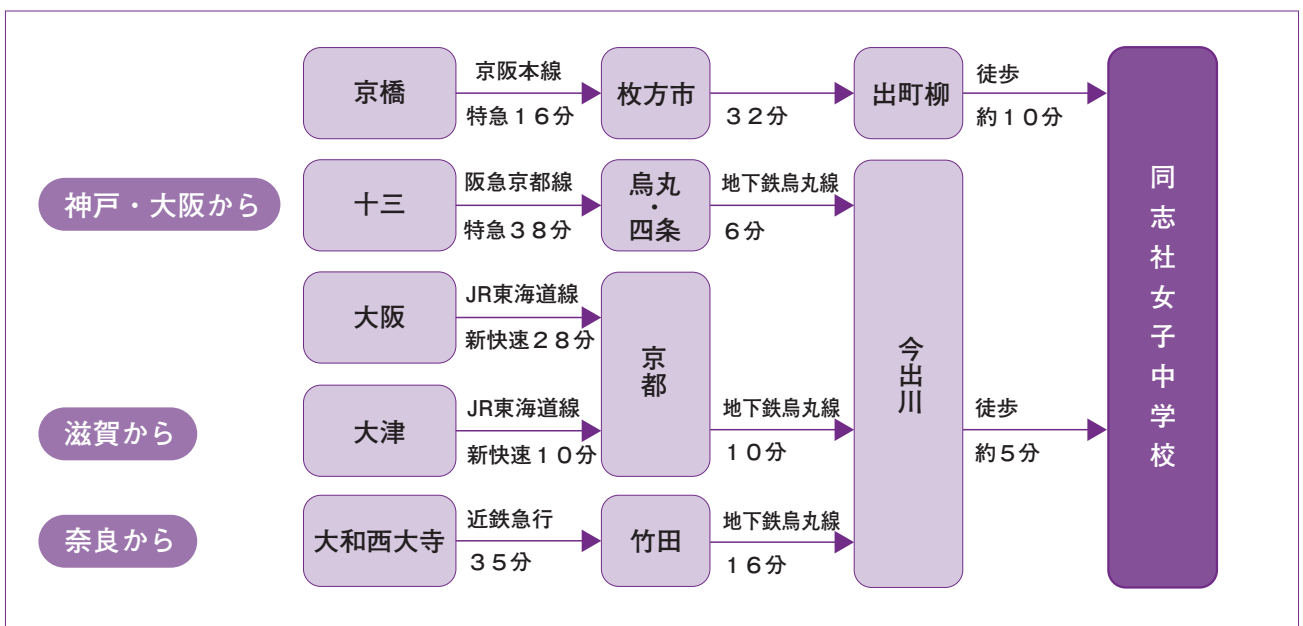 京橋
京阪本線
特急16分
枚方市
32分
出町柳
徒歩
約10分
神戸・大阪から
十三
阪急京都線
特急38分
烏丸
・
四条
地下鉄烏丸線
6分
大阪
JR東海道線
新快速28分
京都
今出川
徒歩
約5分
同志社女子中学校
滋賀から
大津
JR東海道線
新快速10分
地下鉄烏丸線
10分
奈良から
大和西大寺
近鉄急行
35分
竹田
地下鉄烏丸線
16分